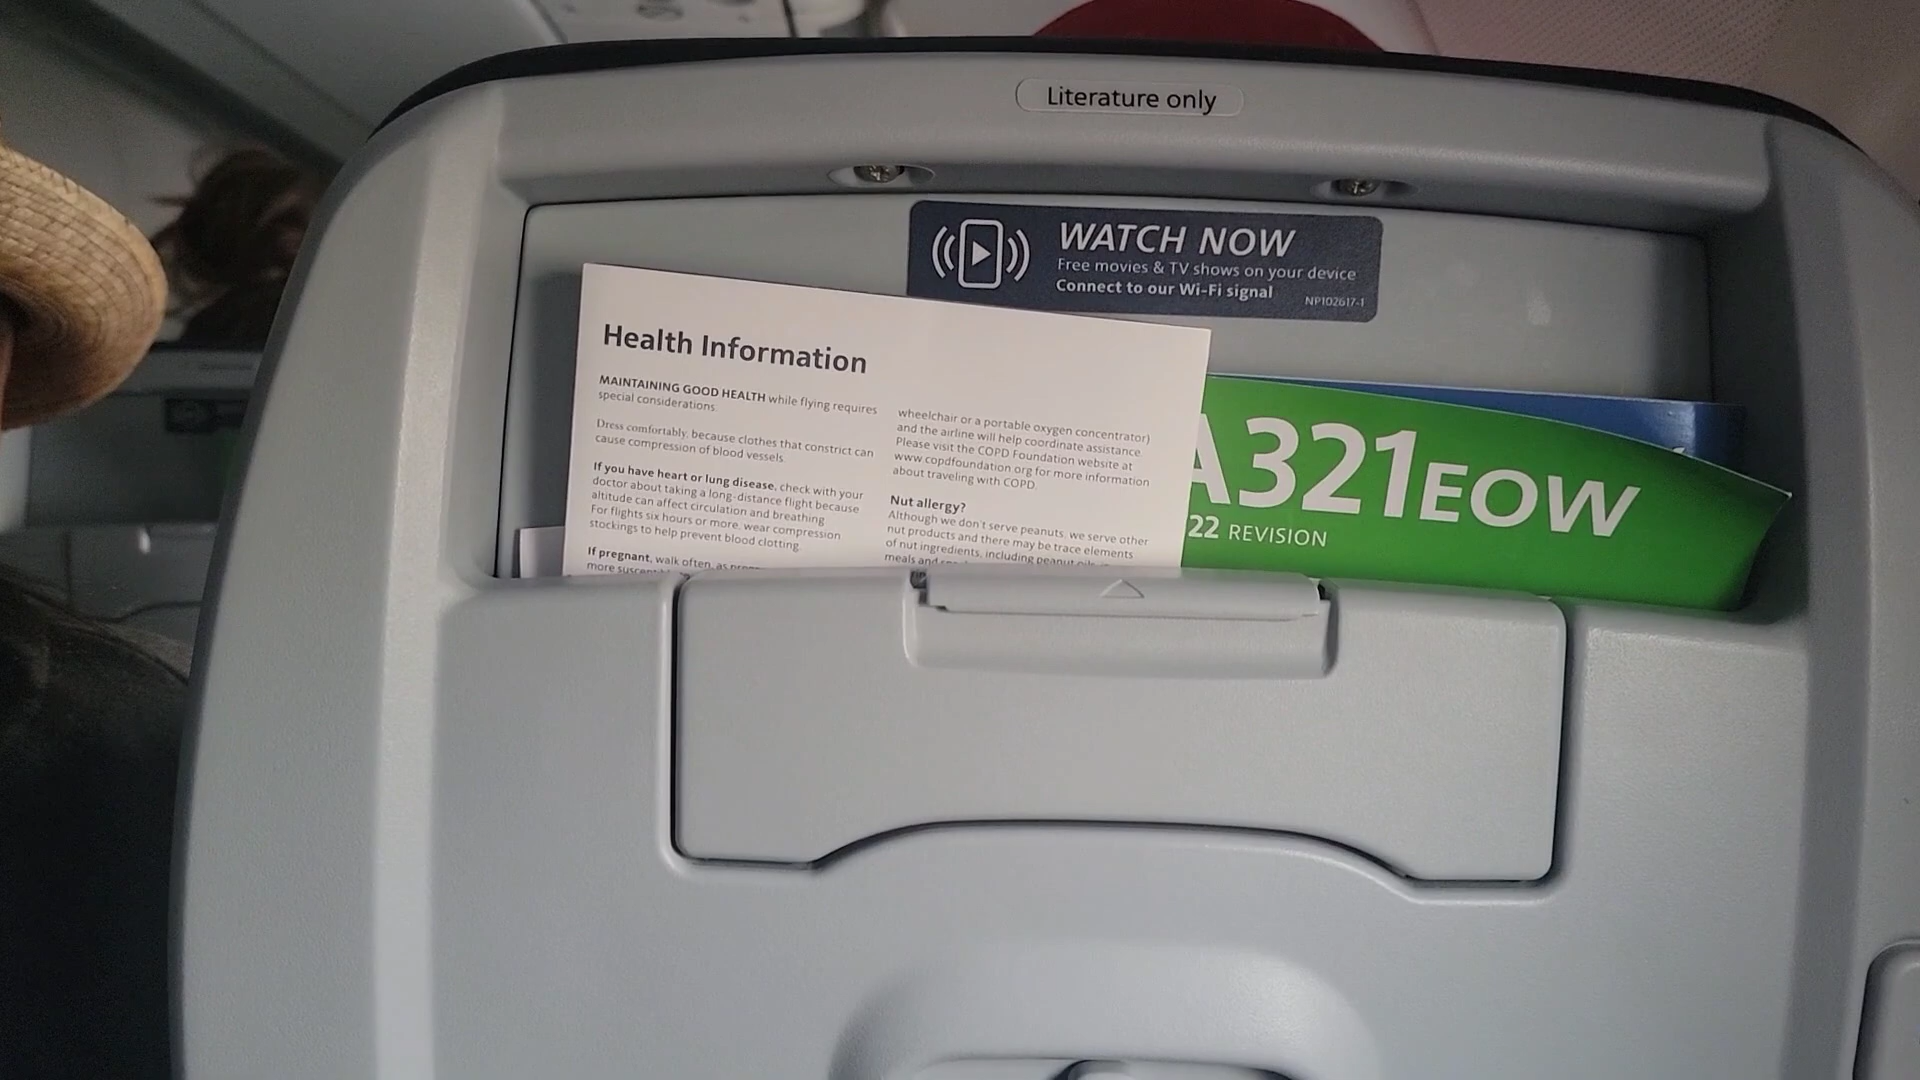 Literature only
WATCH NOW
Free movies & TV shows on your device
Connect to our Wi-Fi signal
NP102617-1
Health Information
MAINTAINING GOOD HEALTH while flying requires
special considerations.
Dress comfortably, because clothes that constrict can
cause compression of blood vessels.
If you have heart or lung disease, check with your
doctor about taking a long-distance flight because
altitude can affect circulation and breathing
For flights six hours or more, wear compression
stockings to help prevent blood clotting.
If pregnant, walk often, as
more
wheelchair or a portable oxygen concentrator)
and the airline will help coordinate assistance.
Please visit the COPD Foundation website at
www.copdfoundation.org for more information
about traveling with COPD.
Nut allergy?
Although we don't serve peanuts, we serve other
nut products and there may be trace elements
of nut ingredients, including peanut oils,
meals and
A321EOW
22 REVISION